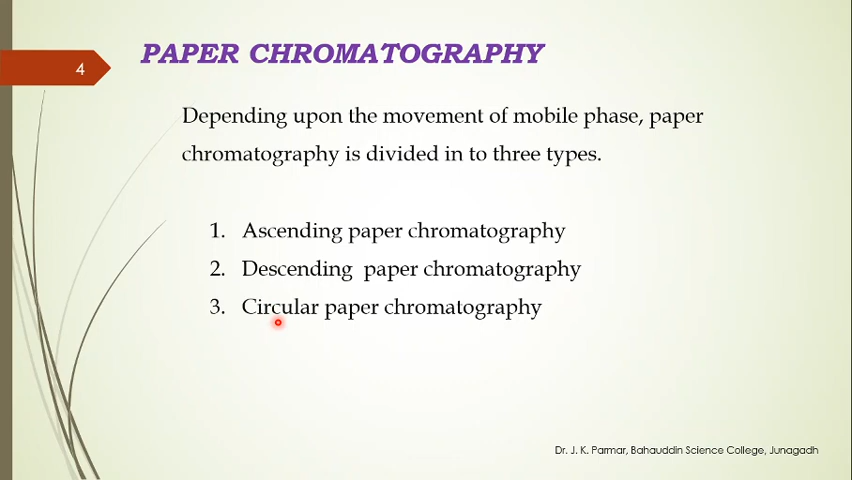 4
PAPER CHROMATOGRAPHY
Depending upon the movement of mobile phase, paper
chromatography is divided in to three types.
1. Ascending paper chromatography
2. Descending paper chromatography
3. Circular paper chromatography
Dr. J. K. Parmar, Bahauddin Science College, Junagadh